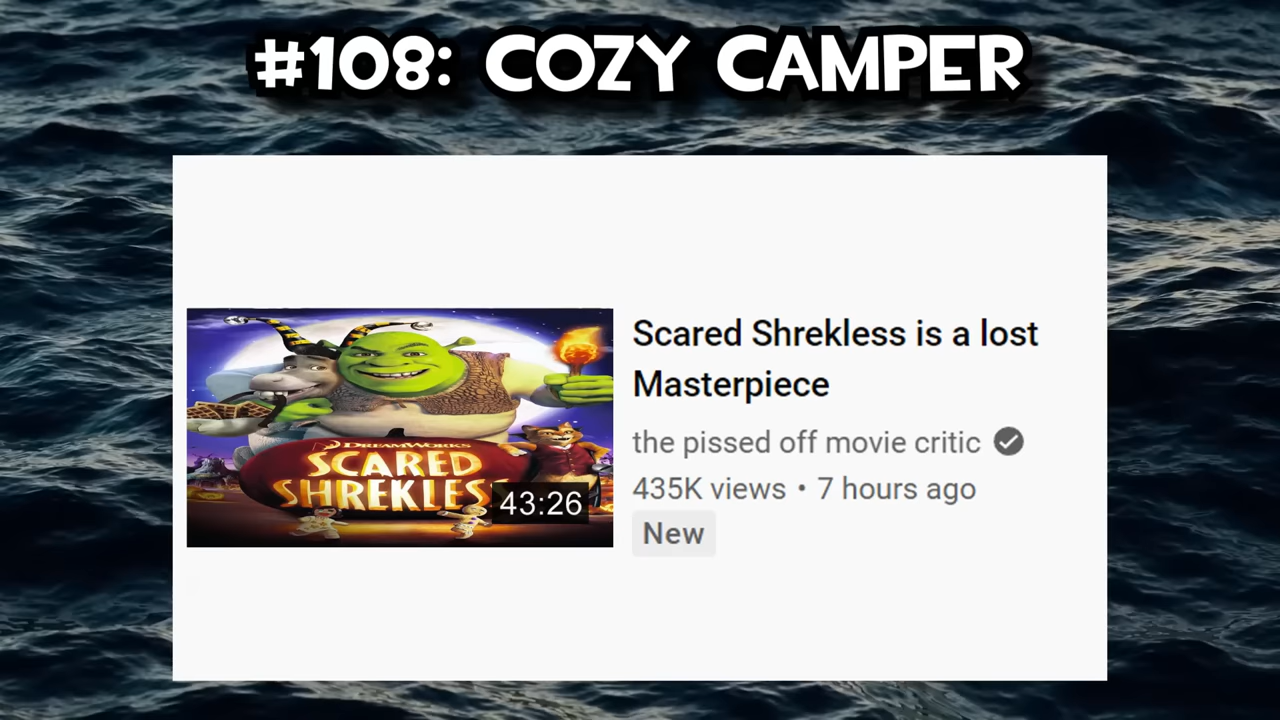 #108: COZY CAMPER
Scared Shrekless is a lost
Masterpiece
the pissed off movie critic
435K views • 7 hours ago
New
DREAMWORKS
SCARED
SHREKLES
43:26